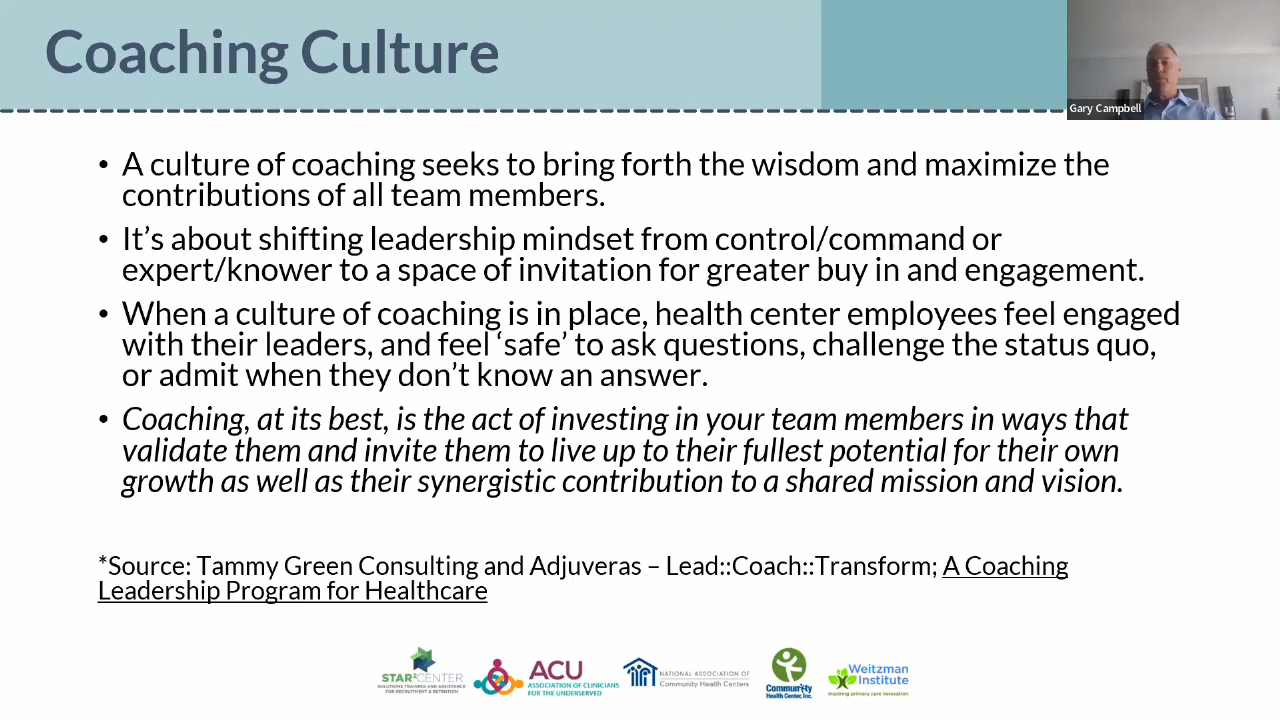 Coaching Culture
Gary Campbell
• A culture of coaching seeks to bring forth the wisdom and maximize the
contributions of all team members.
• It’s about shifting leadership mindset from control/command or
expert/knower to a space of invitation for greater buy in and engagement.
• When a culture of coaching is in place, health center employees feel engaged
with their leaders, and feel ‘safe’ to ask questions, challenge the status quo,
or admit when they don’t know an answer.
• Coaching, at its best, is the act of investing in your team members in ways that
validate them and invite them to live up to their fullest potential for their own
growth as well as their synergistic contribution to a shared mission and vision.
*Source: Tammy Green Consulting and Adjuveras – Lead::Coach::Transform; A Coaching
Leadership Program for Healthcare
STAR² CENTER
SOLUTIONS TRAINING AND ASSISTANCE
FOR RECRUITMENT & RETENTION
ACU
ASSOCIATION OF CLINICIANS
FOR THE UNDERSERVED
NATIONAL ASSOCIATION OF
Community Health Centers
Community
Health Center, Inc.
Weitzman
Institute
inspiring primary care innovation